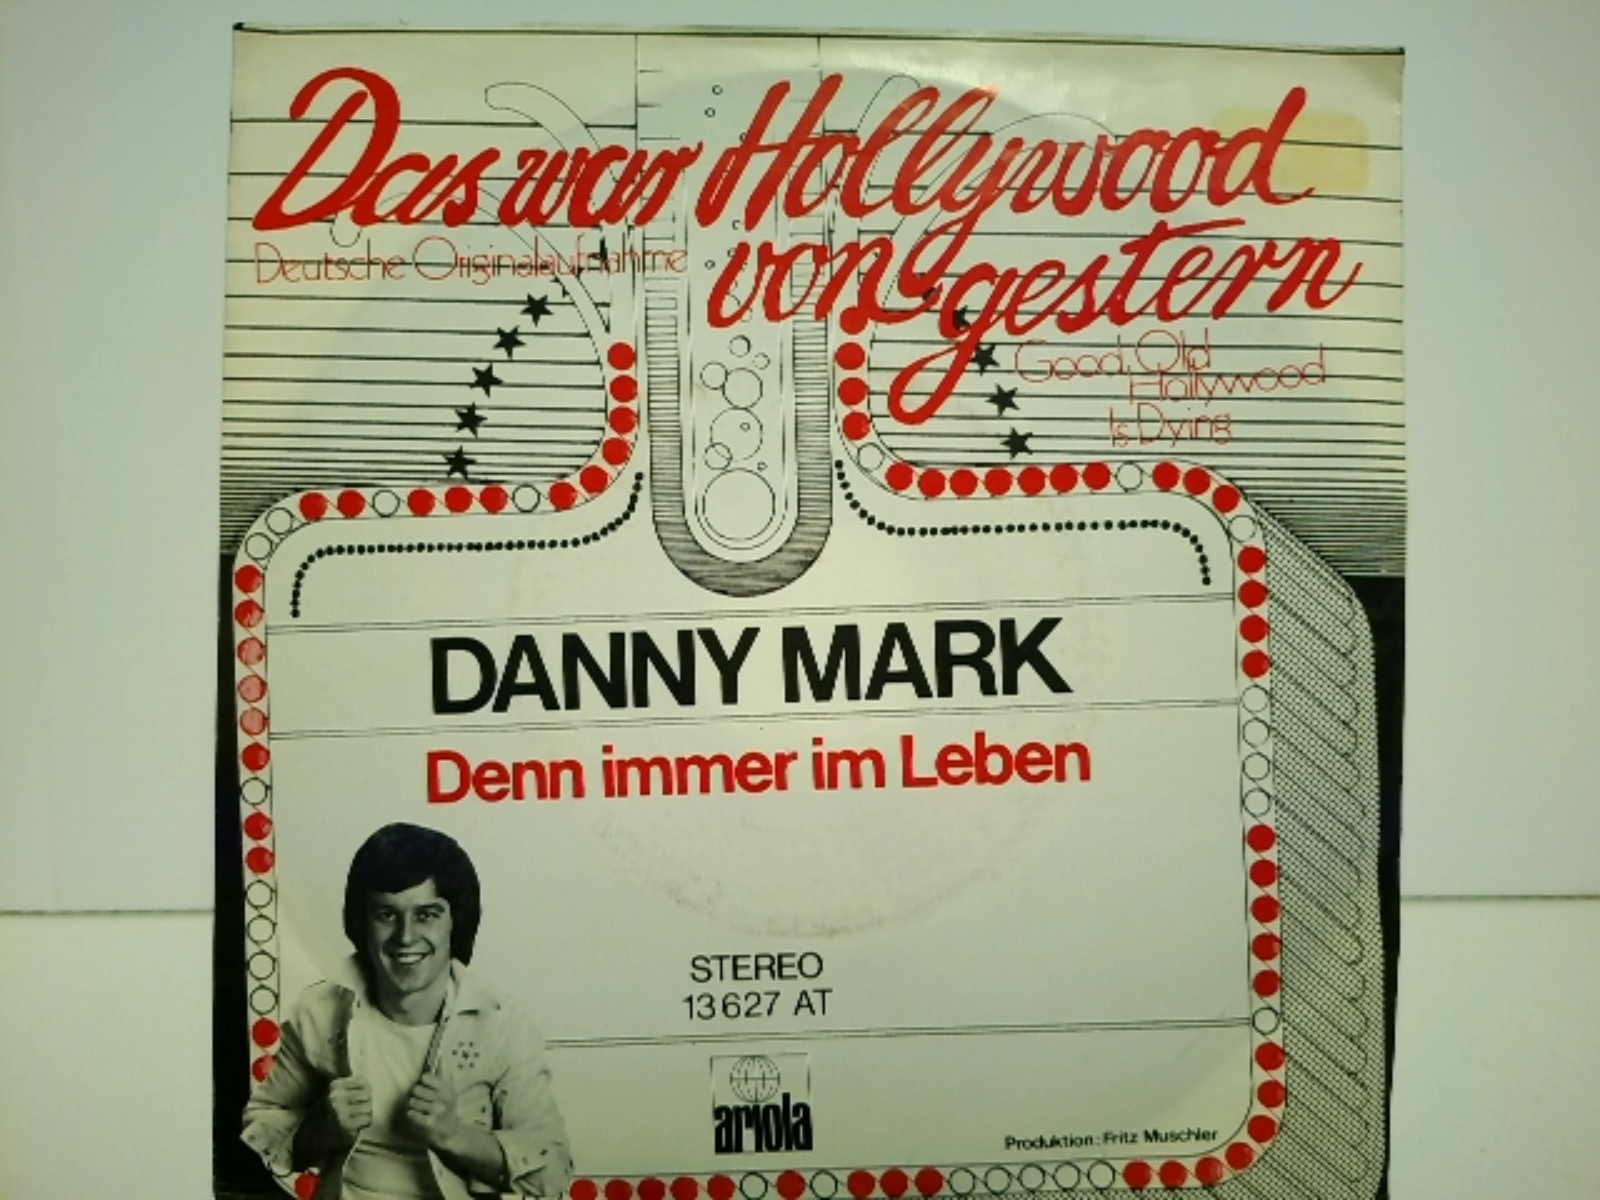 Das war Hollywood
von gestern
Deutsche Originalaufnahme
Good Old
Hollywood
Is Dying
DANNY MARK
Denn immer im Leben
STEREO
13 627 AT
ariola
Produktion: Fritz Muschler